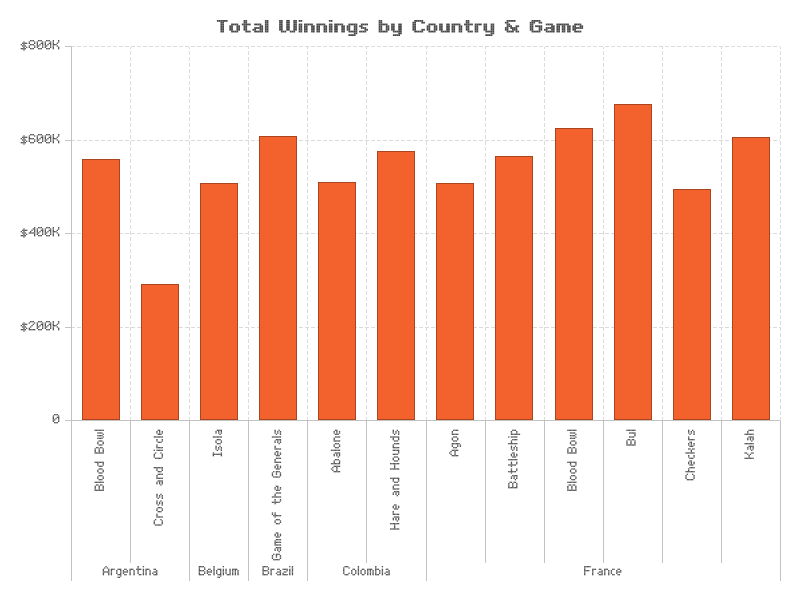 Total Winnings by Country & Game
$800K
$600K
$400K
$200K
0
Blood Bowl
Cross and Circle
Isola
Game of the Generals
Abalone
Hare and Hounds
Agon
Battleship
Blood Bowl
Bul
Checkers
Kalah
Argentina
Belgium
Brazil
Colombia
France